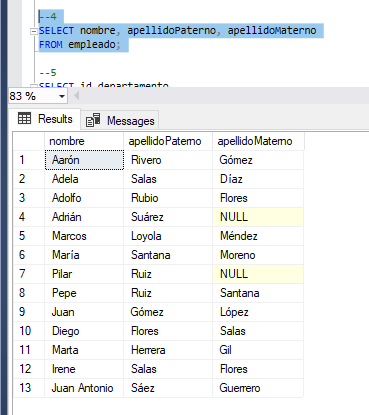 --4
SELECT nombre, apellidoPaterno, apellidoMaterno
FROM empleado;
--5
SELECT id_departamento
83 %
Results Messages
nombre apellidoPaterno apellidoMaterno
1 Aarón Rivero Gómez
2 Adela Salas Díaz
3 Adolfo Rubio Flores
4 Adrián Suárez NULL
5 Marcos Loyola Méndez
6 María Santana Moreno
7 Pilar Ruiz NULL
8 Pepe Ruiz Santana
9 Juan Gómez López
10 Diego Flores Salas
11 Marta Herrera Gil
12 Irene Salas Flores
13 Juan Antonio Sáez Guerrero